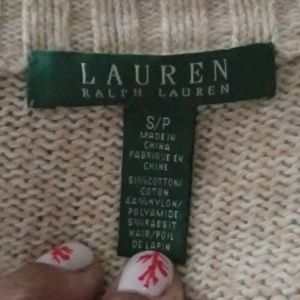 LAUREN
RALPH LAUREN
S/P
MADE IN
CHINA
FABRIQUE EN
CHINE
COTTON/
COTON
NYLON/
POLYAMIDE
RABBIT
HAIR/POIL
DE LAPIN